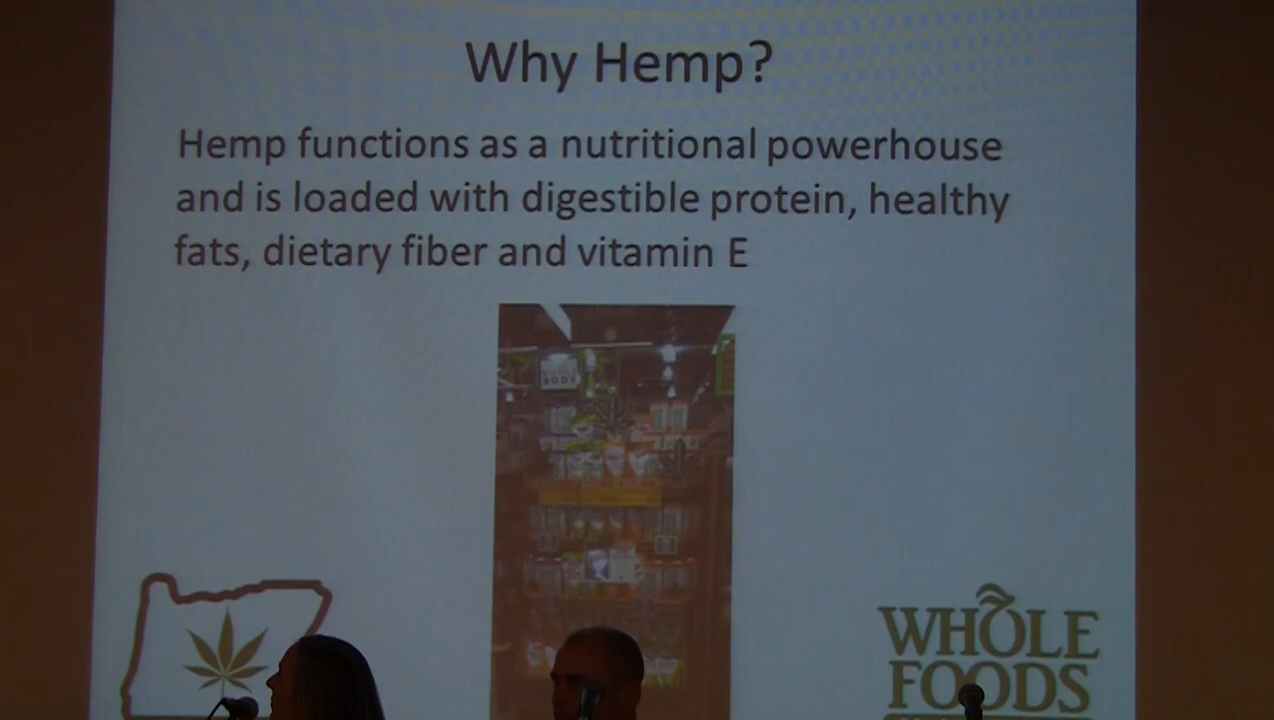 Why Hemp?
Hemp functions as a nutritional powerhouse
and is loaded with digestible protein, healthy
fats, dietary fiber and vitamin E
BODY
WHOLE
FOODS